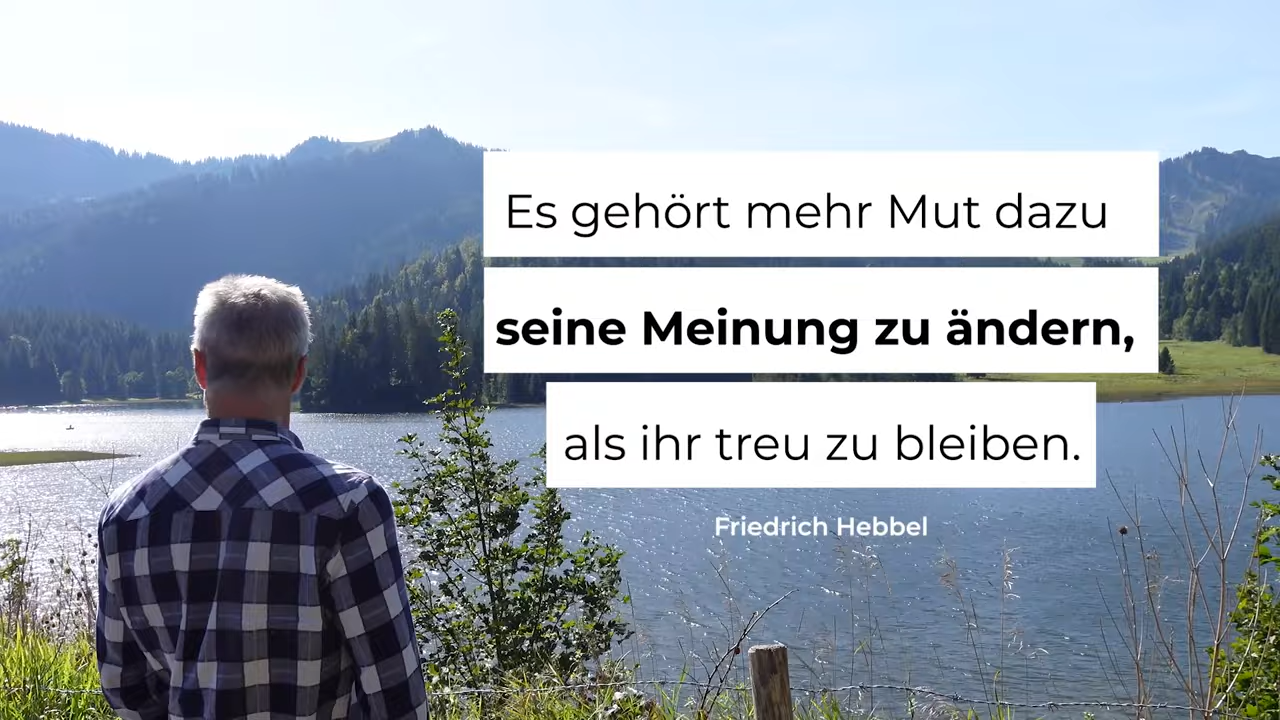 Es gehört mehr Mut dazu
seine Meinung zu ändern,
als ihr treu zu bleiben.
Friedrich Hebbel